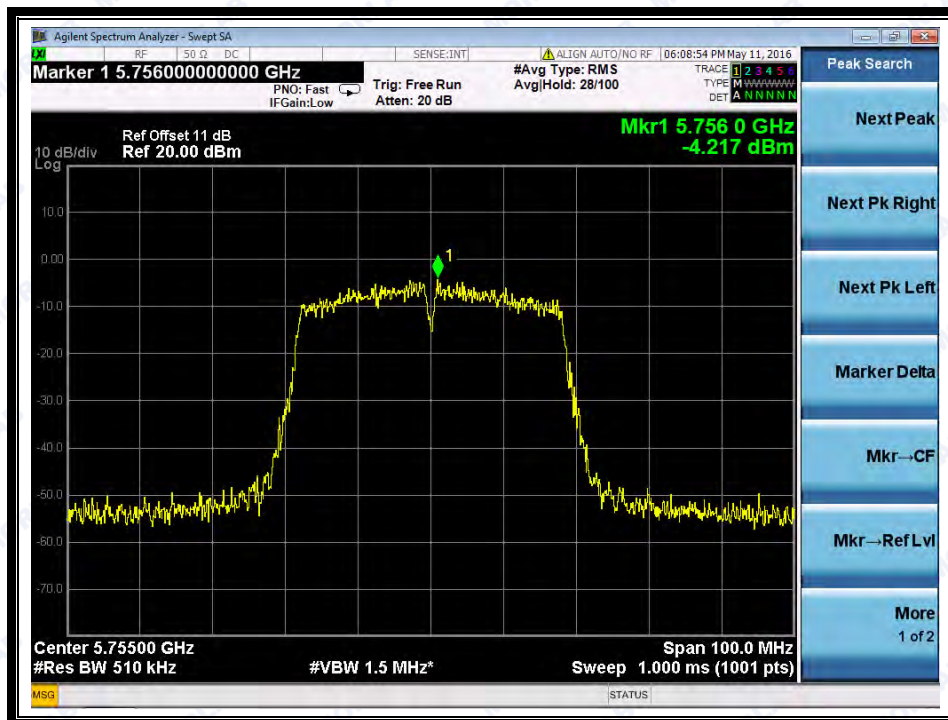 Agilent Spectrum Analyzer - Swept SA
LXI RF 50 Ω DC SENSE:INT ALIGN AUTO/NO RF 06:08:54 PM May 11, 2016
Marker 1 5.756000000000 GHz
PNO: Fast
IFGain:Low
Trig: Free Run
Atten: 20 dB
#Avg Type: RMS
Avg|Hold: 28/100
TRACE 1 2 3 4 5 6
TYPE M WWWWW
DET A N N N N N
Peak Search
Mkr1 5.756 0 GHz
-4.217 dBm
Ref Offset 11 dB
10 dB/div Ref 20.00 dBm
Log
10.0
0.00
-10.0
-20.0
-30.0
-40.0
-50.0
-60.0
-70.0
1
Center 5.75500 GHz
Span 100.0 MHz
#Res BW 510 kHz
#VBW 1.5 MHz*
Sweep 1.000 ms (1001 pts)
MSG
STATUS
Next Peak
Next Pk Right
Next Pk Left
Marker Delta
Mkr→CF
Mkr→Ref Lvl
More
1 of 2